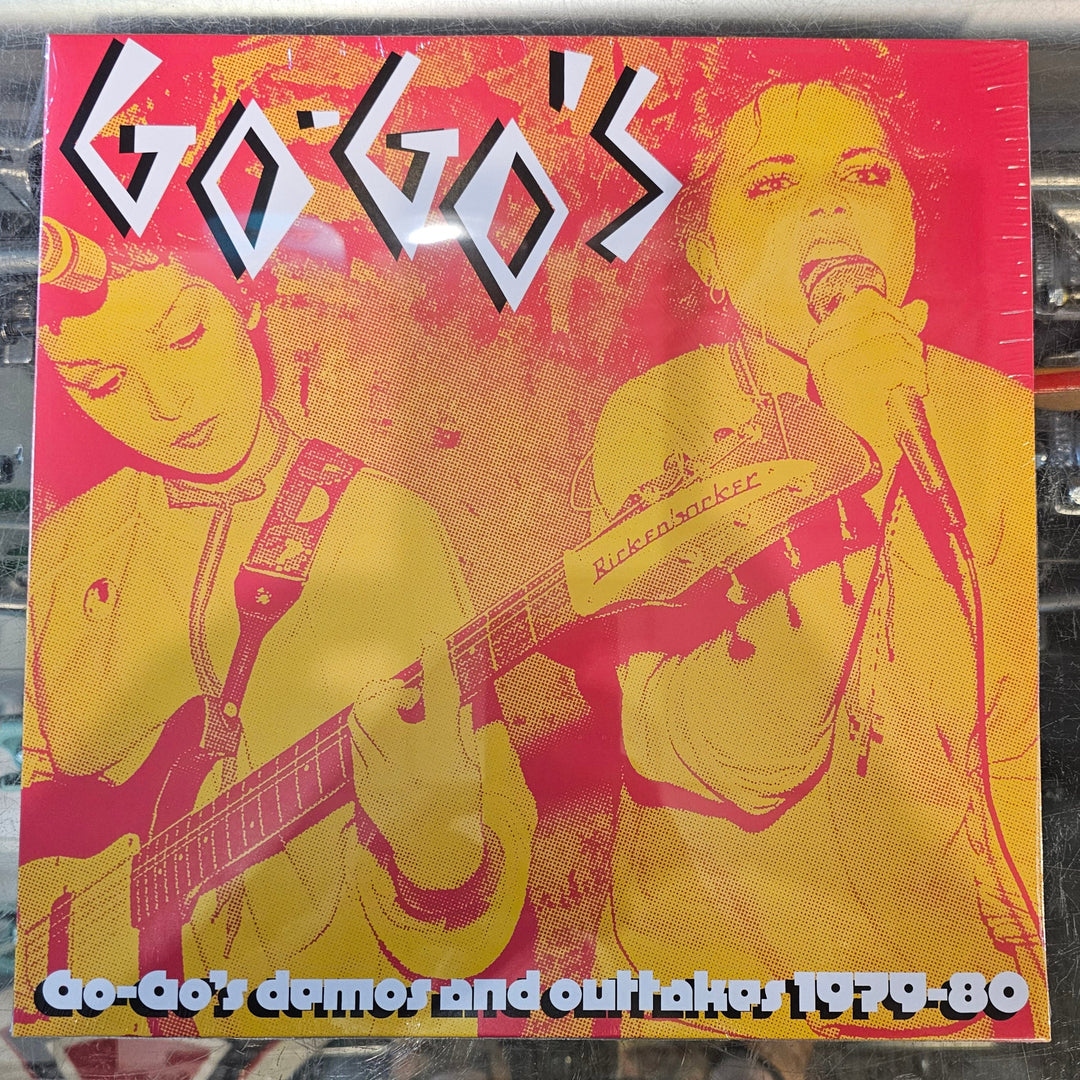 GO-GO'S
Rickenbacker
Go-Go's demos and outtakes 1979-80